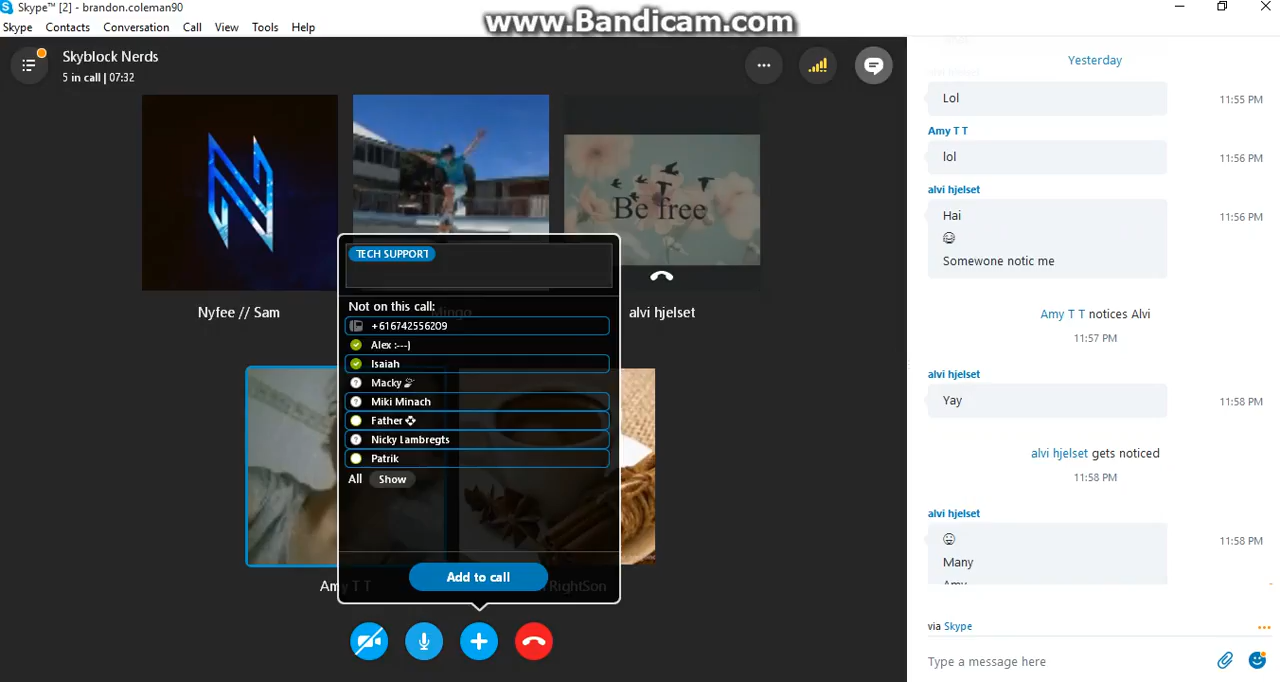 Skype™ [2] - brandon.coleman90
www.Bandicam.com
Skype Contacts Conversation Call View Tools Help
Skyblock Nerds
5 in call | 07:32
Be free
Nyfee // Sam
Mingo
alvi hjelset
TECH SUPPORT
Not on this call:
+616742556209
Alex :---)
Isaiah
Macky
Miki Minach
Father
Nicky Lambregts
Patrik
All Show
Add to call
Amy T T
RightSon
Yesterday
Lol
11:55 PM
Amy T T
lol
11:56 PM
alvi hjelset
Hai
11:56 PM
Somewone notic me
Amy T T notices Alvi
11:57 PM
alvi hjelset
Yay
11:58 PM
alvi hjelset gets noticed
11:58 PM
alvi hjelset
11:58 PM
Many
Amy
via Skype
Type a message here